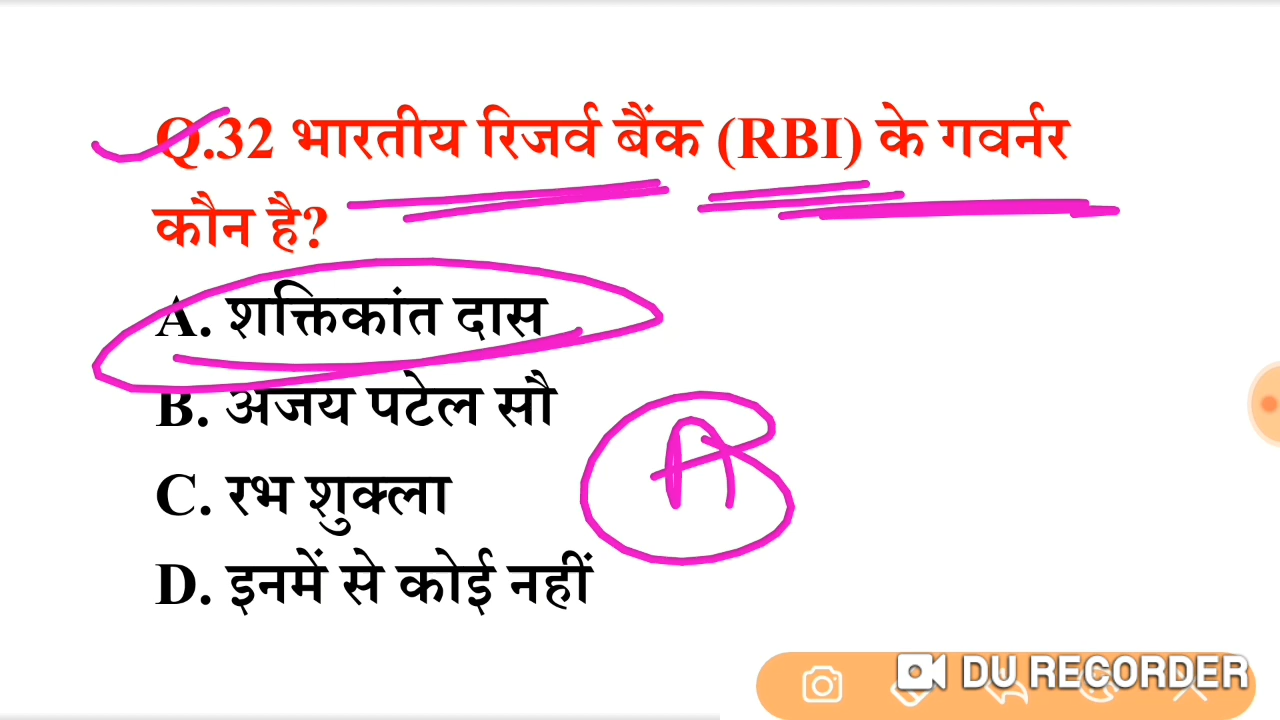 Q.32 भारतीय रिजर्व बैंक (RBI) के गवर्नर
कौन है?
A. शक्तिकांत दास
B. अजय पटेल सौ
C. रभ शुक्ला
D. इनमें से कोई नहीं
A
DU RECORDER